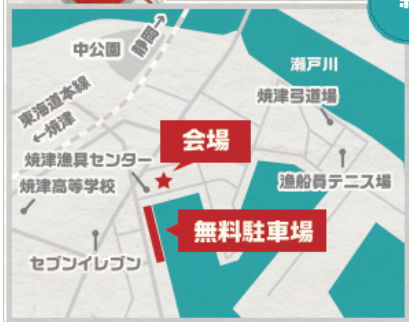 静岡→
中公園
瀬戸川
東海道本線
←焼津
焼津弓道場
会場
焼津漁具センター
焼津高等学校
漁船員テニス場
無料駐車場
セブンイレブン